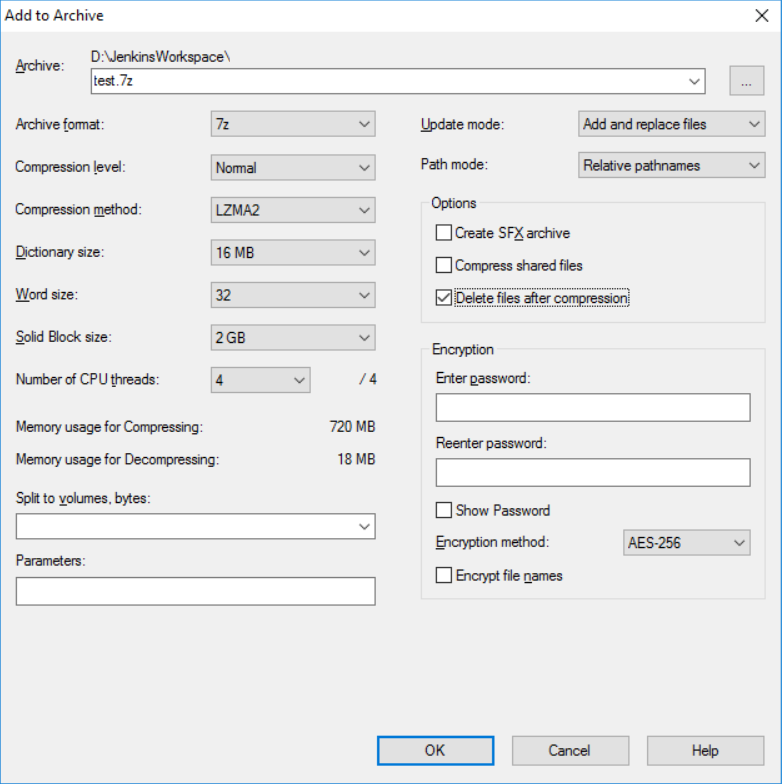 Add to Archive
Archive:
D:\JenkinsWorkspace\
test.7z
...
Archive format:
7z
Compression level:
Normal
Compression method:
LZMA2
Dictionary size:
16 MB
Word size:
32
Solid Block size:
2 GB
Number of CPU threads:
4
/ 4
Memory usage for Compressing:
720 MB
Memory usage for Decompressing:
18 MB
Split to volumes, bytes:
Parameters:
Update mode:
Add and replace files
Path mode:
Relative pathnames
Options
Create SFX archive
Compress shared files
Delete files after compression
Encryption
Enter password:
Reenter password:
Show Password
Encryption method:
AES-256
Encrypt file names
OK
Cancel
Help